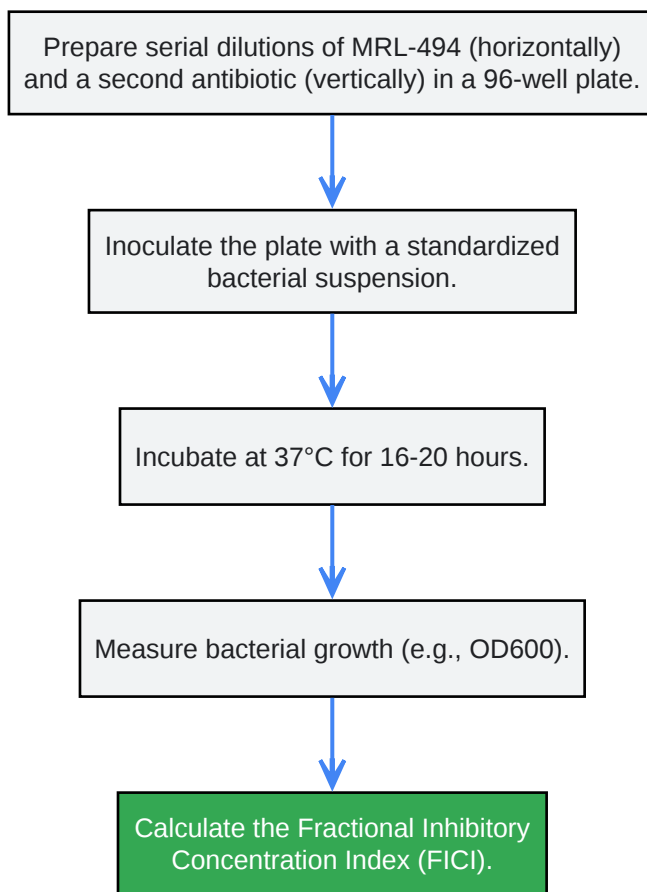 Prepare serial dilutions of MRL-494 (horizontally)
and a second antibiotic (vertically) in a 96-well plate.
Inoculate the plate with a standardized
bacterial suspension.
Incubate at 37°C for 16-20 hours.
Measure bacterial growth (e.g., OD600).
Calculate the Fractional Inhibitory
Concentration Index (FICI).